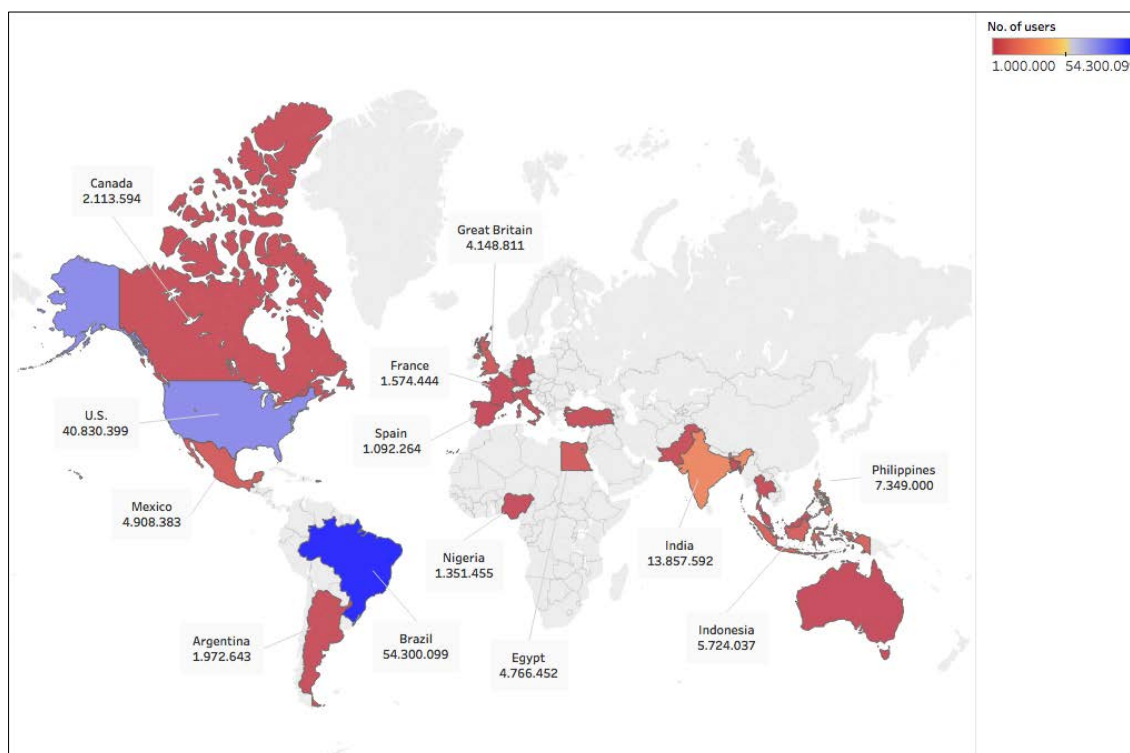 No. of users
1.000.000 54.300.099
Canada
2.113.594
Great Britain
4.148.811
France
1.574.444
U.S.
40.830.399
Spain
1.092.264
Philippines
7.349.000
Mexico
4.908.383
Nigeria
1.351.455
India
13.857.592
Argentina
1.972.643
Brazil
54.300.099
Egypt
4.766.452
Indonesia
5.724.037